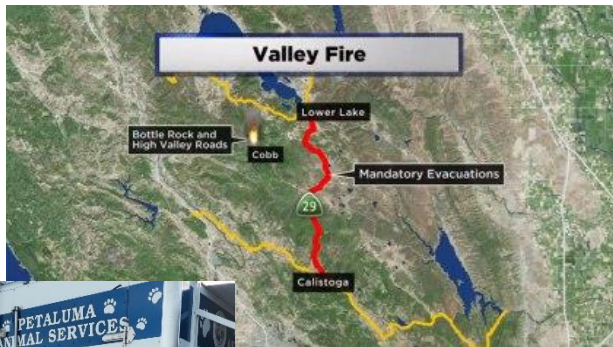 Valley Fire
Lower Lake
Bottle Rock and
High Valley Roads
Cobb
Mandatory Evacuations
29
Calistoga
PETALUMA
ANIMAL SERVICES